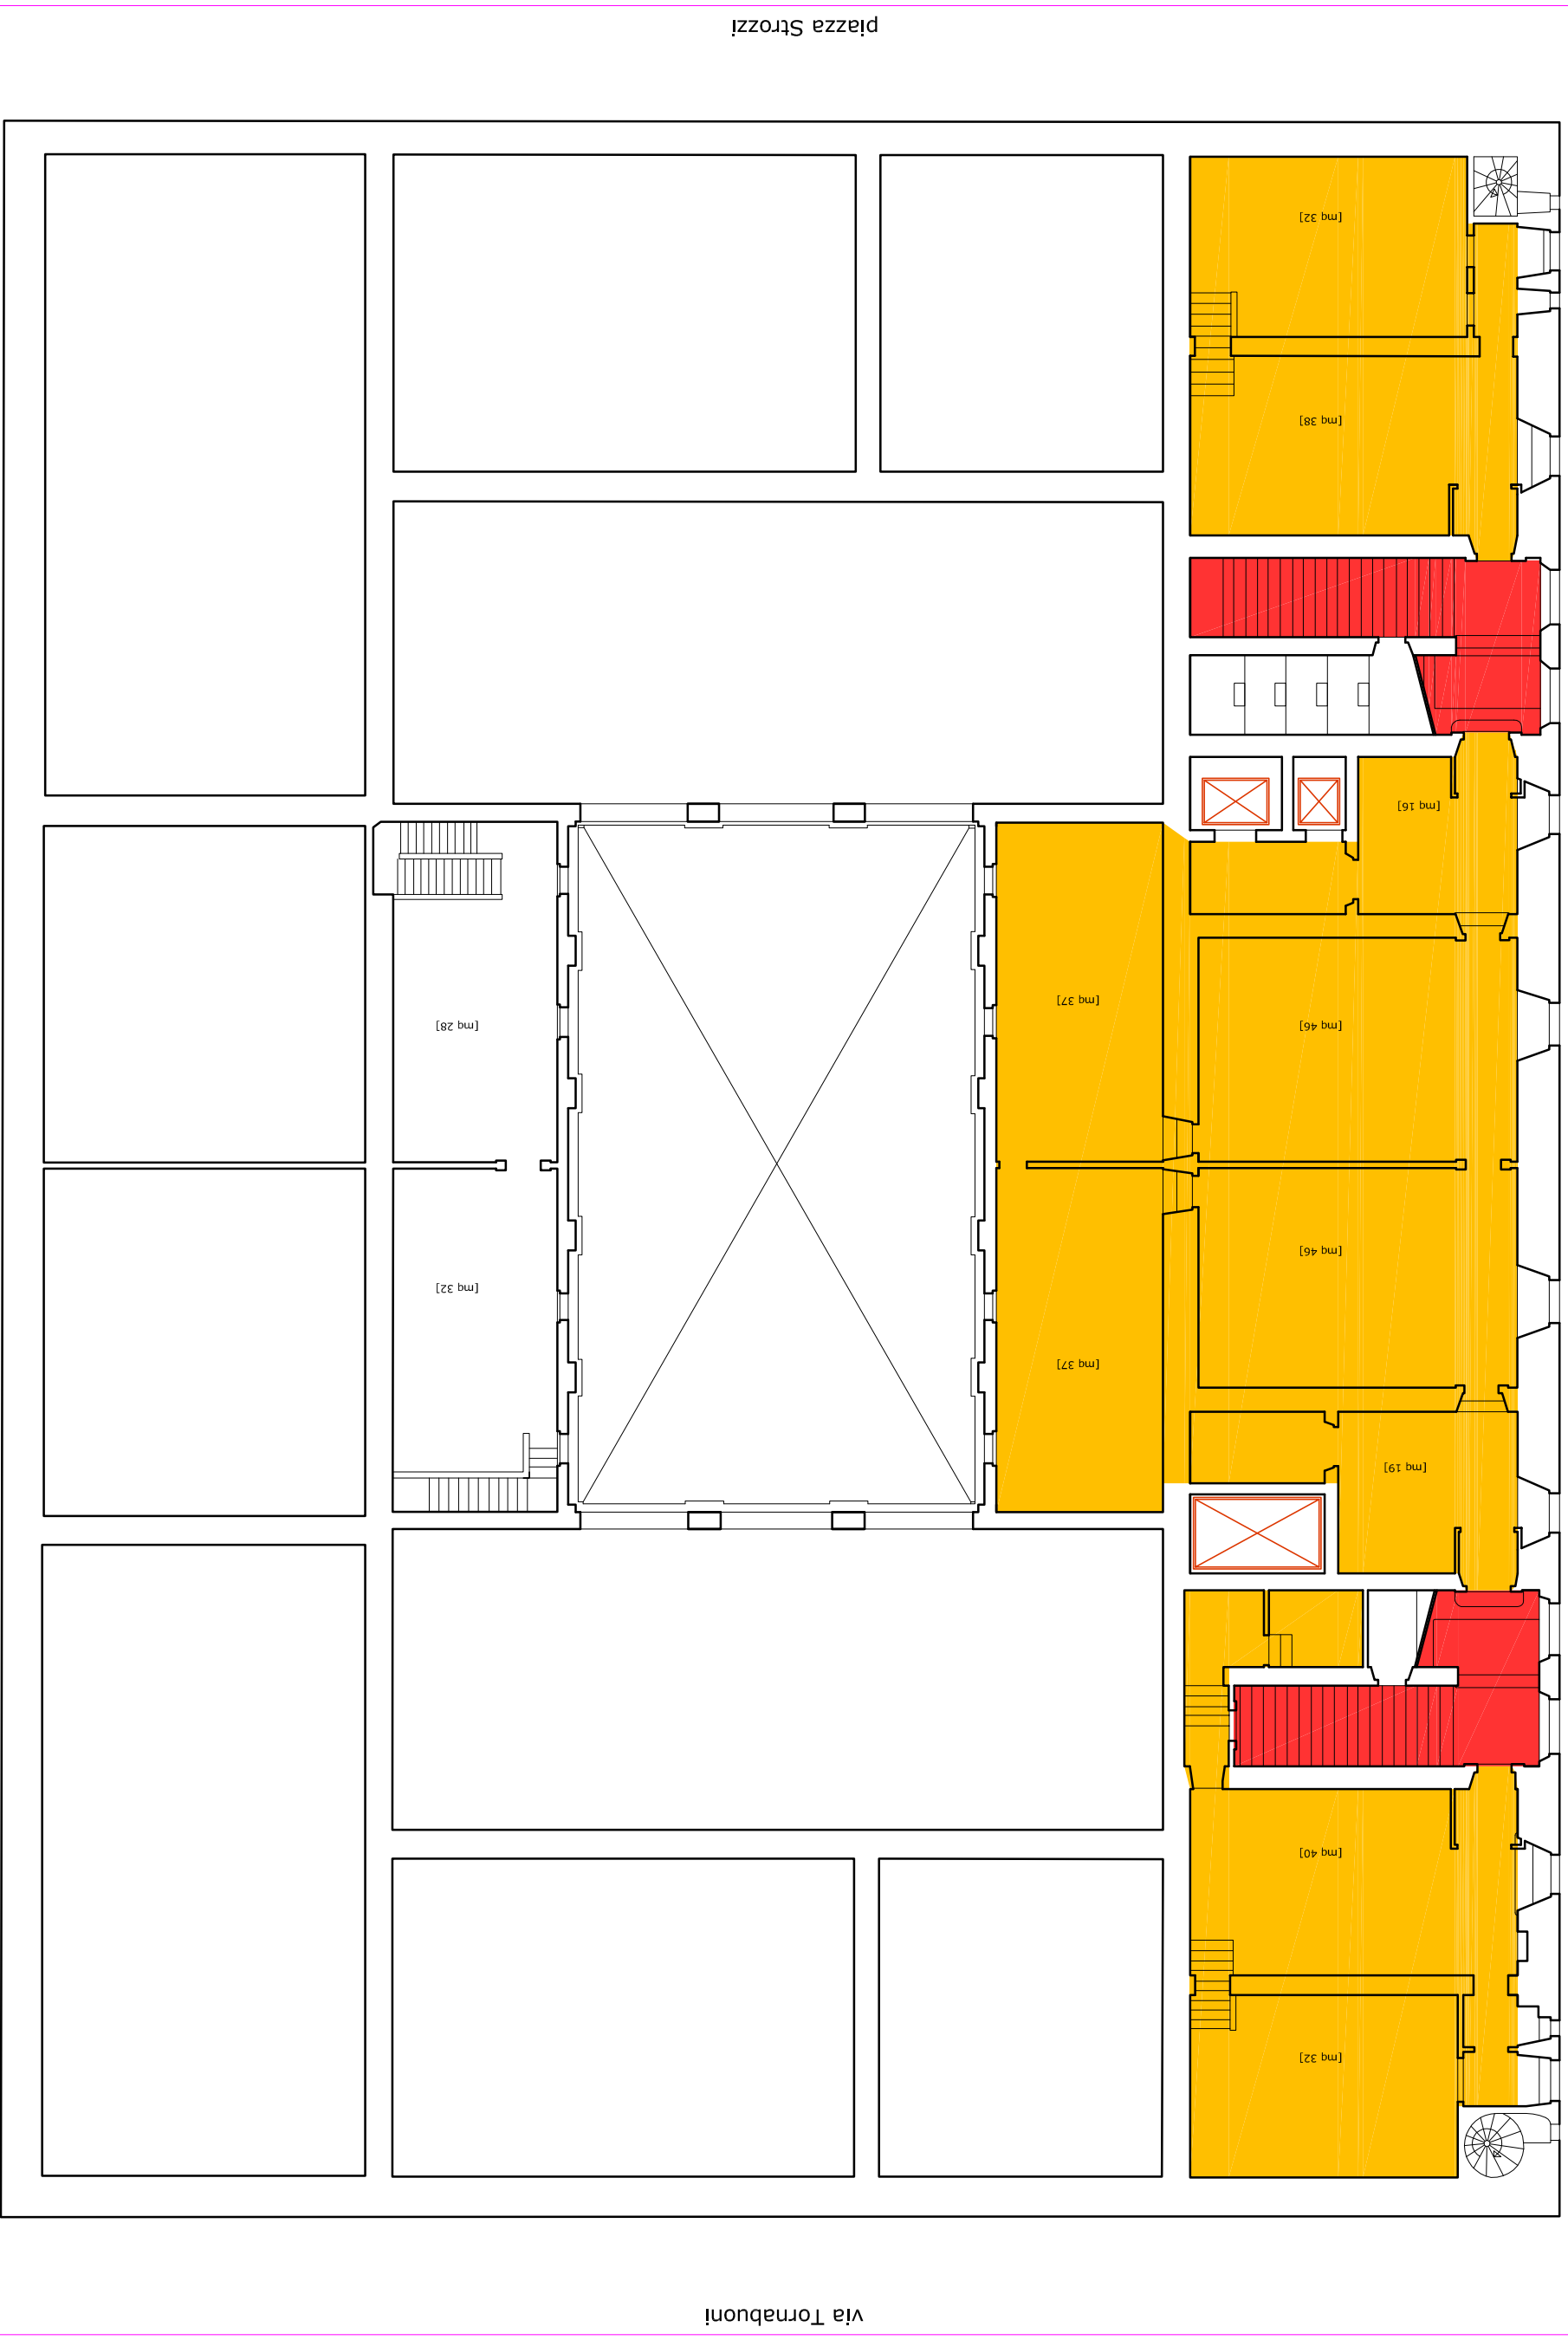 via Tornabuoni
[mq 32]
[mq 40]
[mq 19]
[mq 37]
[mq 32]
[mq 46]
[mq 46]
[mq 28]
[mq 37]
[mq 16]
[mq 38]
[mq 32]
piazza Strozzi